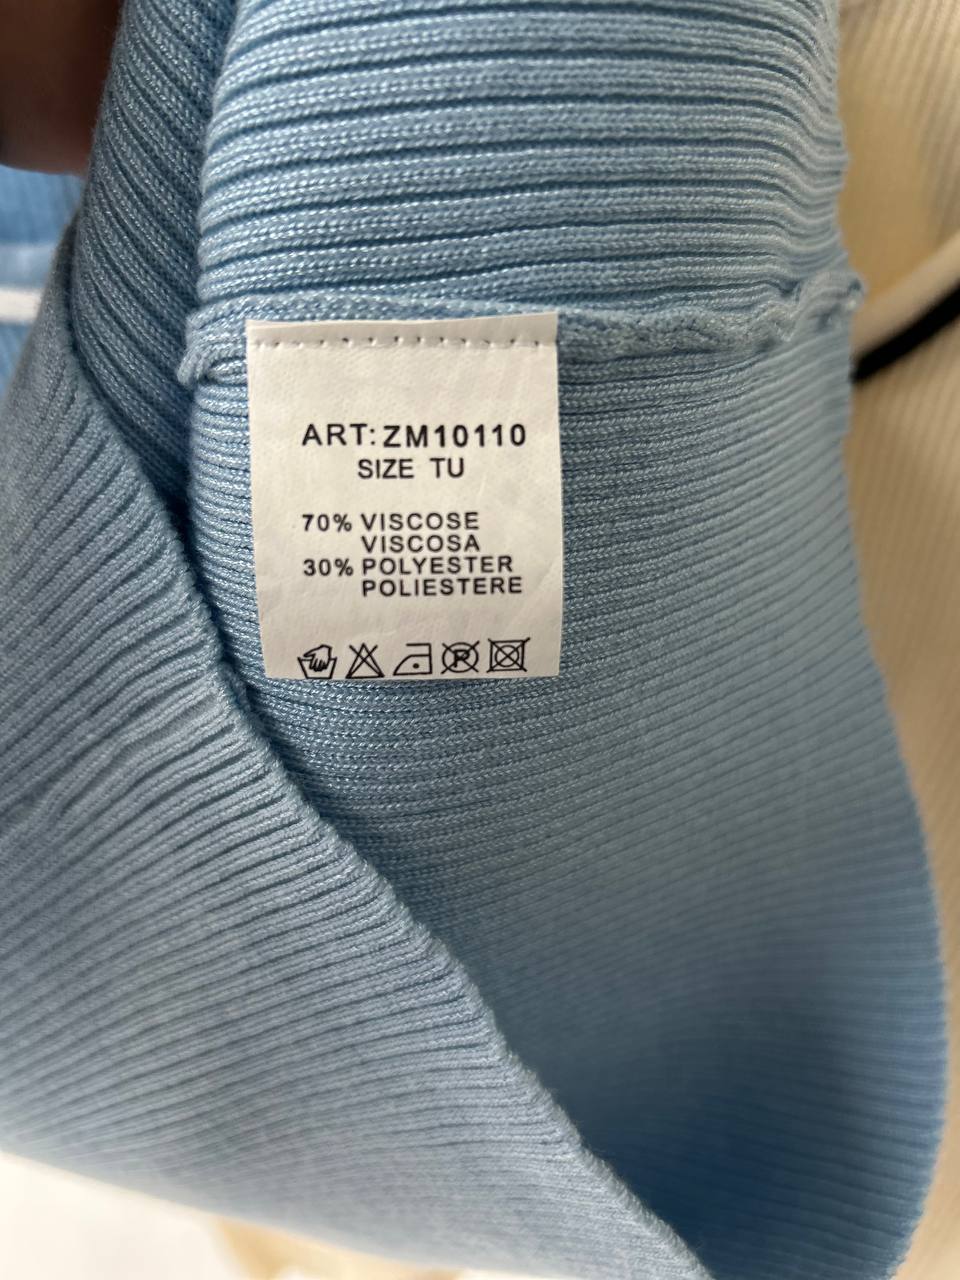 ART: ZM10110
SIZE TU
70% VISCOSE
VISCOSA
30% POLYESTER
POLIESTERE
P